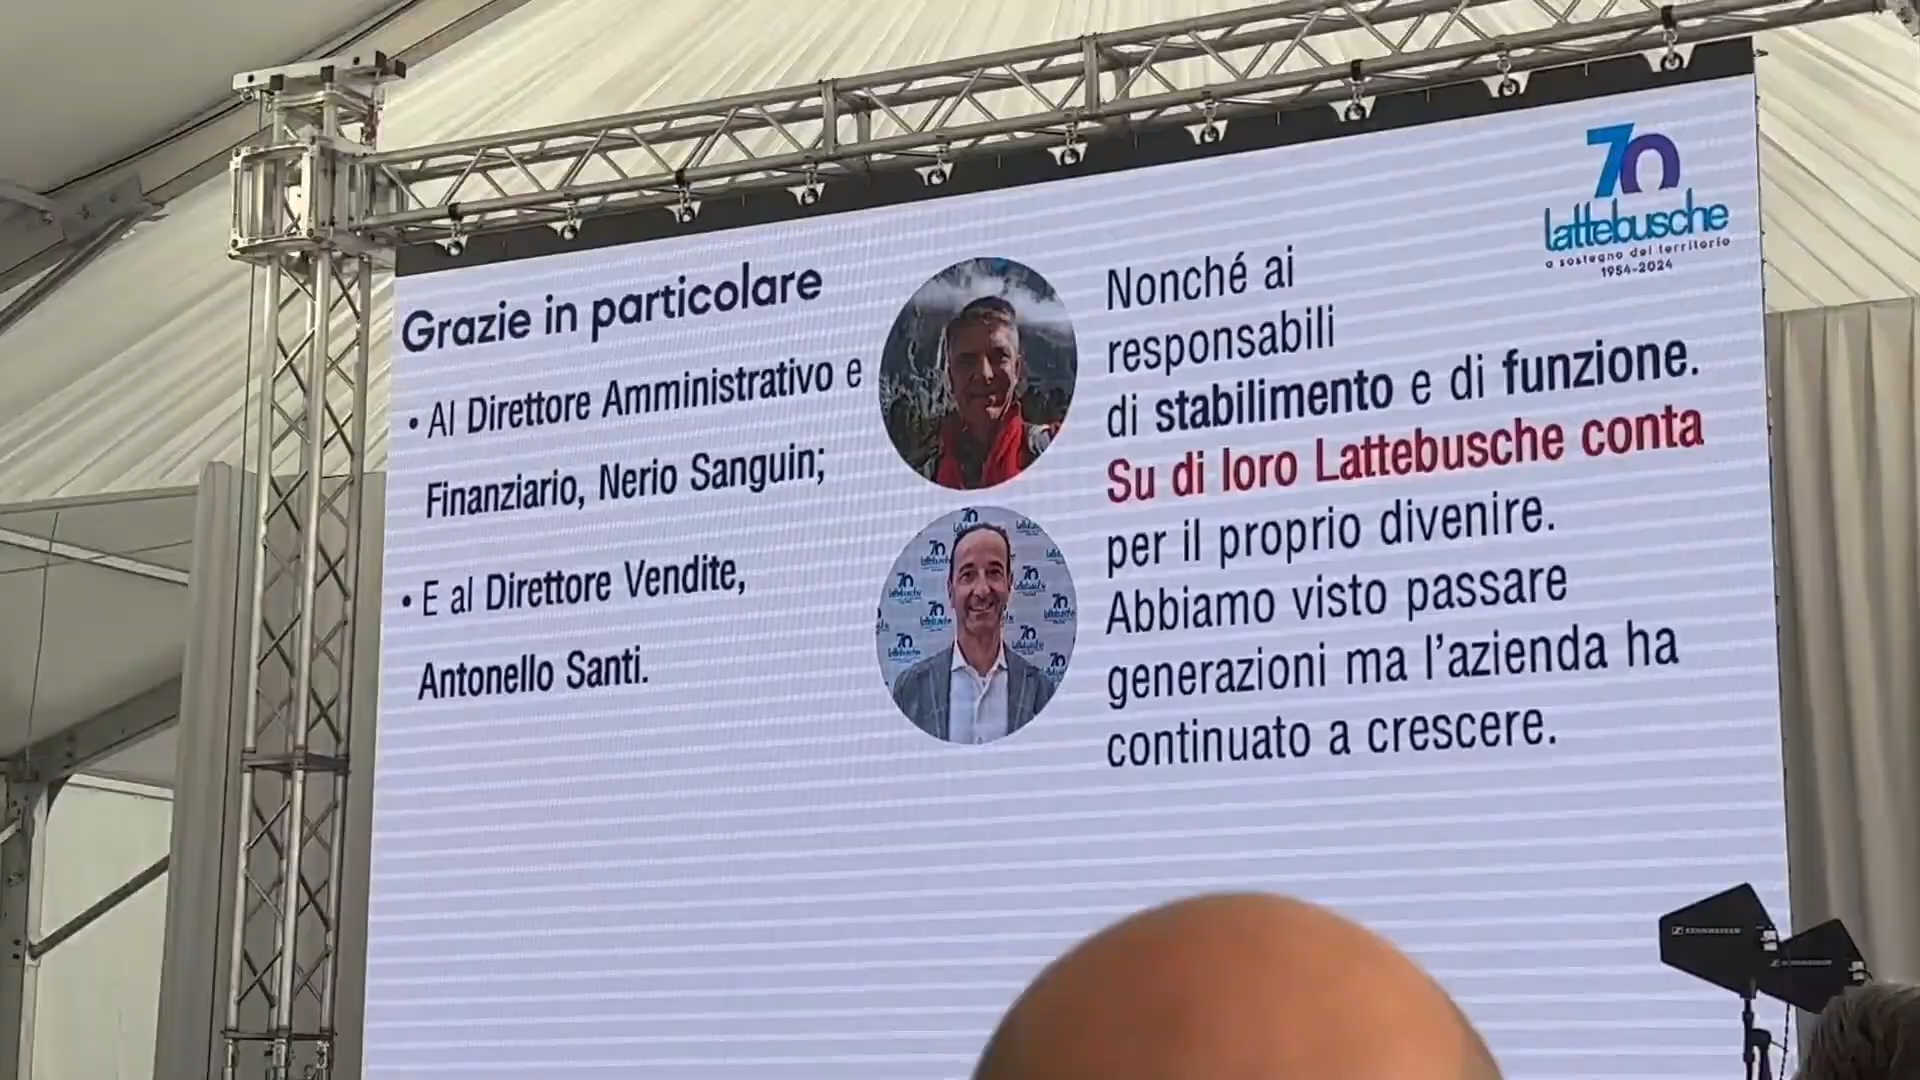 Grazie in particolare
• Al Direttore Amministrativo e
Finanziario, Nerio Sanguin;
• E al Direttore Vendite,
Antonello Santi.
Nonché ai
responsabili
di stabilimento e di funzione.
Su di loro Lattebusche conta
per il proprio divenire.
Abbiamo visto passare
generazioni ma l'azienda ha
continuato a crescere.
70
lattebusche
a sostegno del territorio
1954-2024
SENNHEISER
SENNHEISER